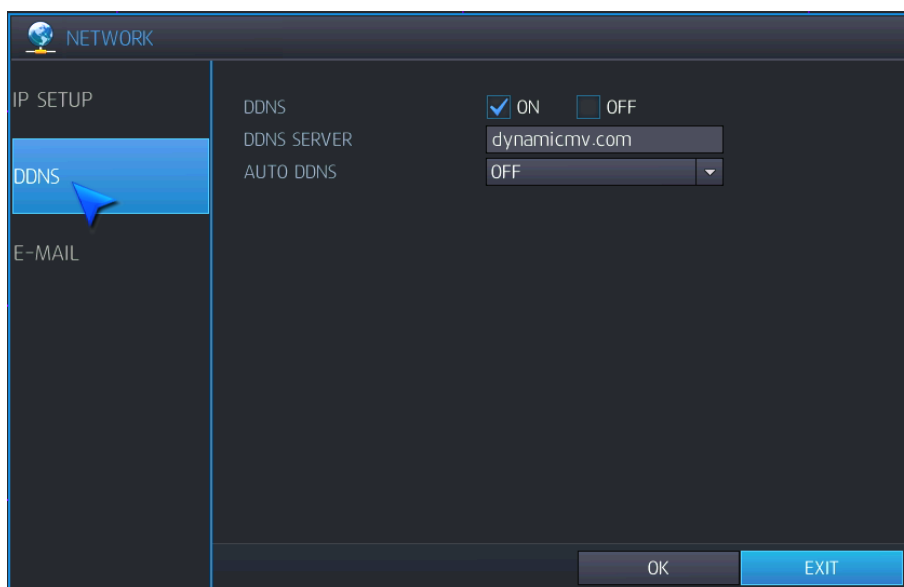 NETWORK
IP SETUP
DDNS
E-MAIL
DDNS ON OFF
DDNS SERVER dynamicmv.com
AUTO DDNS OFF
OK EXIT